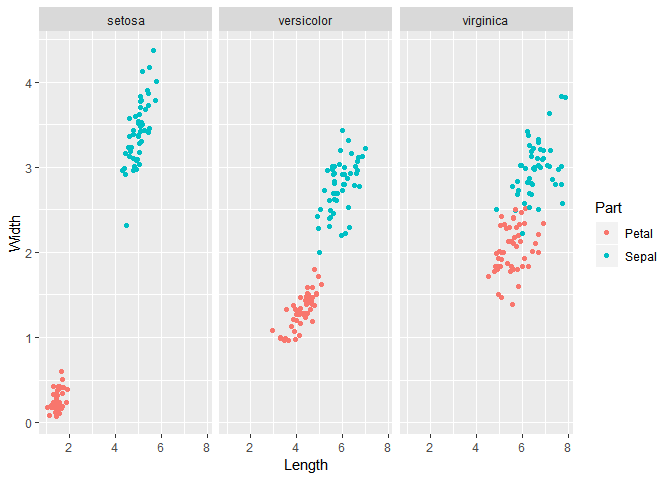 setosa versicolor virginica
4
3
2
1
0
Width
2 4 6 8 2 4 6 8 2 4 6 8
Length
Part
Petal
Sepal